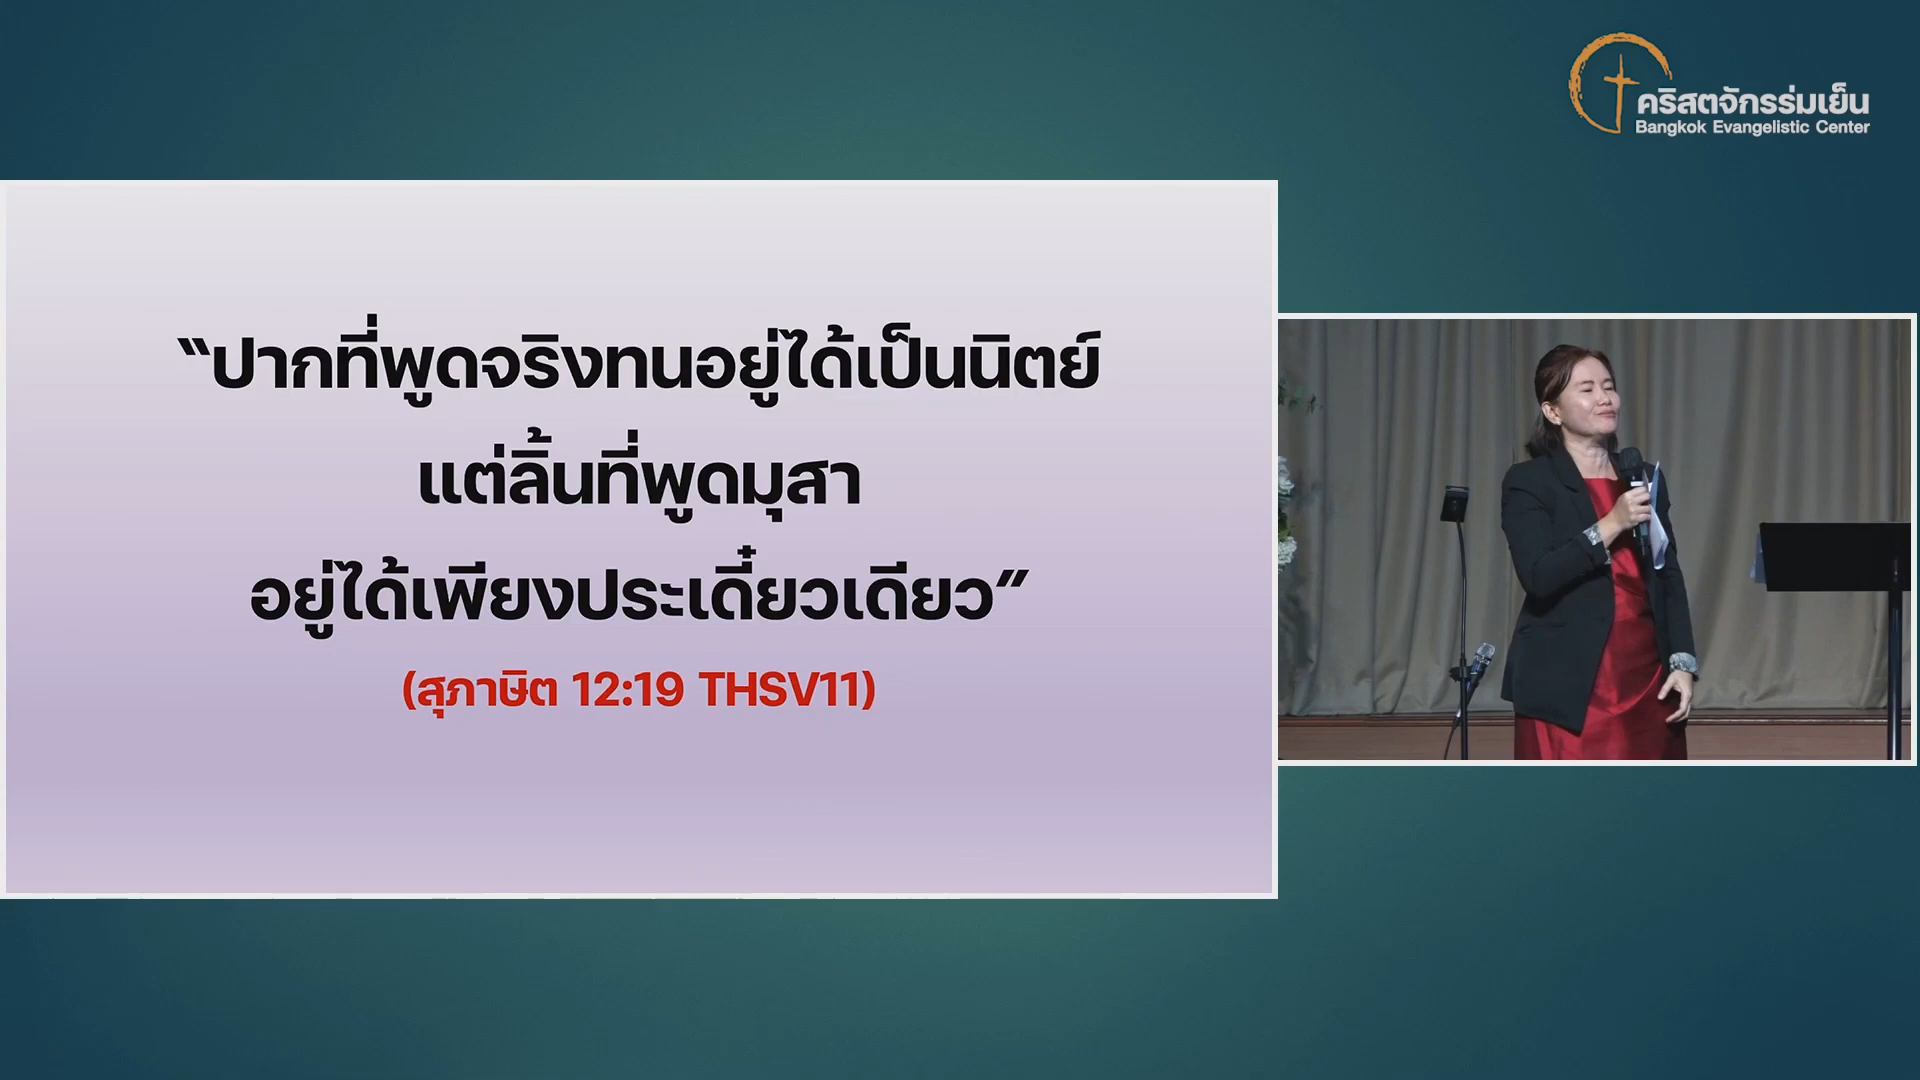 คริสตจักรร่มเย็น
Bangkok Evangelistic Center
“ปากที่พูดจริงทนอยู่ได้เป็นนิตย์
แต่ลิ้นที่พูดมุสา
อยู่ได้เพียงประเดี๋ยวเดียว”
(สุภาษิต 12:19 THSV11)